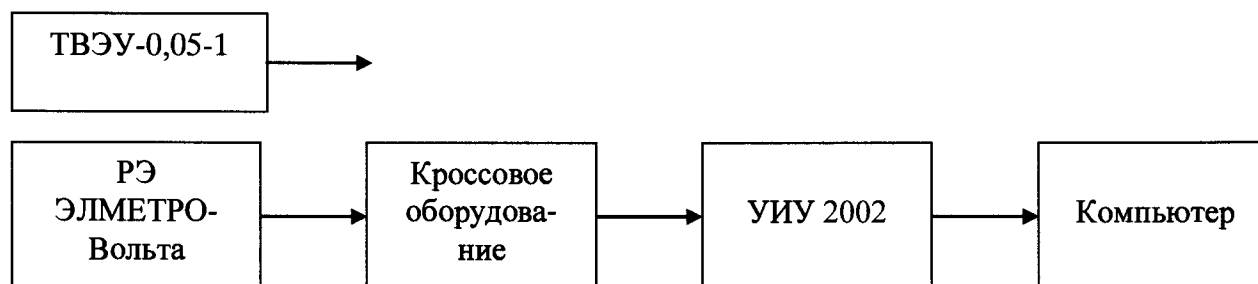 ТВЭУ-0,05-1
РЭ
ЭЛМЕТРО-
Вольта
Кроссовое
оборудова-
ние
УИУ 2002
Компьютер